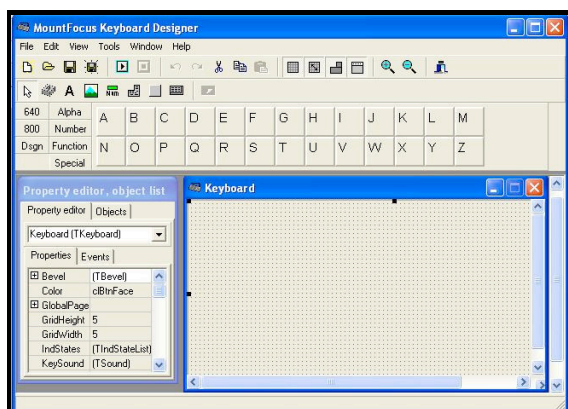 MountFocus Keyboard Designer
File Edit View Tools Window Help
A
Num
640 Alpha A B C D E F G H I J K L M
800 Number
Dsgn Function N O P Q R S T U V W X Y Z
Special
Property editor, object list
Keyboard
Property editor Objects
Keyboard (TKeyboard)
Properties Events
Bevel (TBevel)
Color clBtnFace
GlobalPage
GridHeight 5
GridWidth 5
IndStates (TIndStateList)
KeySound (TSound)